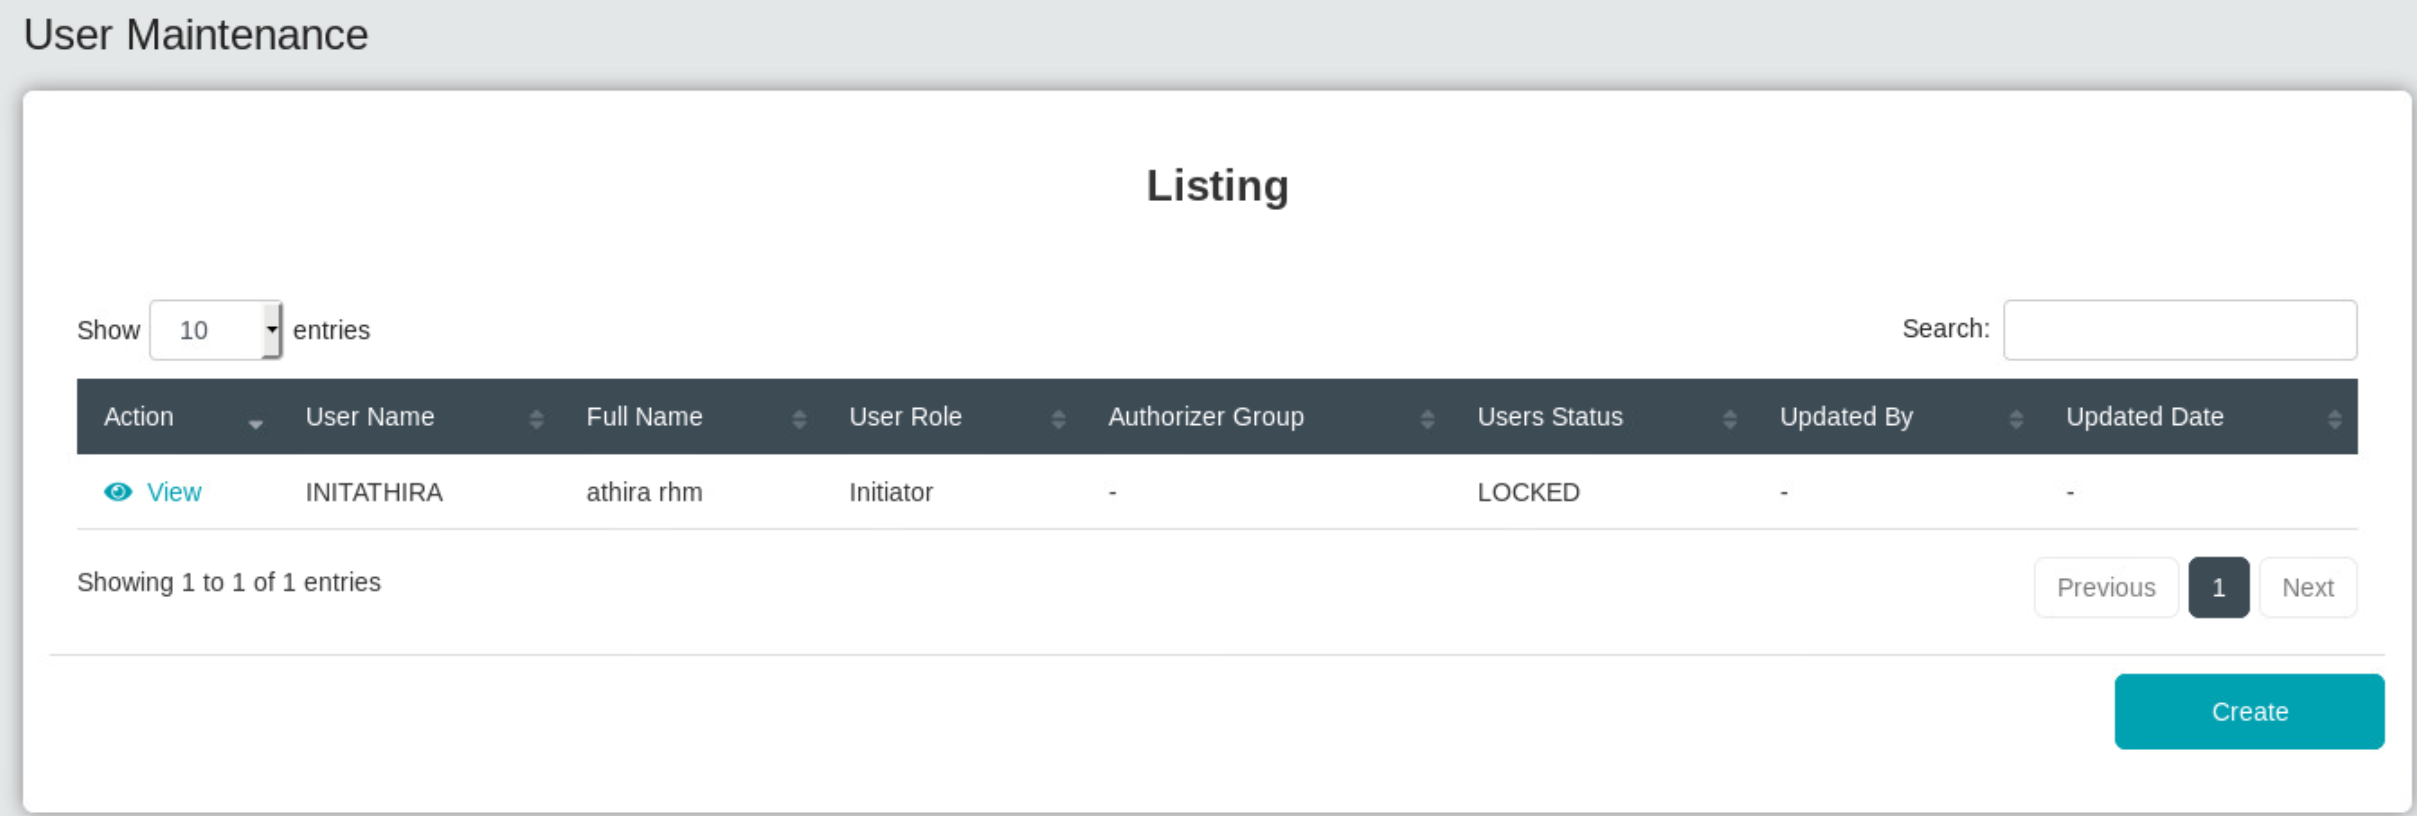 User Maintenance
Listing
Show 10 entries
Search:
Action User Name Full Name User Role Authorizer Group Users Status Updated By Updated Date
View INITATHIRA athira rhm Initiator - LOCKED - -
Showing 1 to 1 of 1 entries
Previous 1 Next
Create